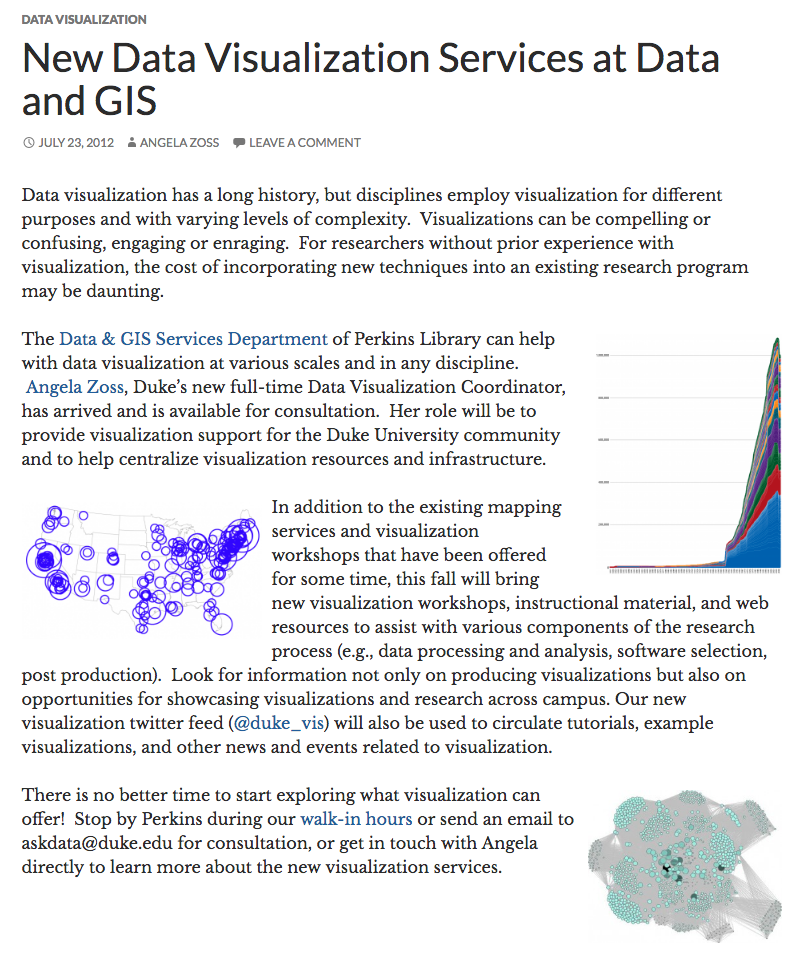 DATA VISUALIZATION
New Data Visualization Services at Data
and GIS
JULY 23, 2012 ANGELA ZOSS LEAVE A COMMENT
Data visualization has a long history, but disciplines employ visualization for different
purposes and with varying levels of complexity.  Visualizations can be compelling or
confusing, engaging or enraging.  For researchers without prior experience with
visualization, the cost of incorporating new techniques into an existing research program
may be daunting.
The Data & GIS Services Department of Perkins Library can help
with data visualization at various scales and in any discipline.
Angela Zoss, Duke’s new full-time Data Visualization Coordinator,
has arrived and is available for consultation.  Her role will be to
provide visualization support for the Duke University community
and to help centralize visualization resources and infrastructure.
In addition to the existing mapping
services and visualization
workshops that have been offered
for some time, this fall will bring
new visualization workshops, instructional material, and web
resources to assist with various components of the research
process (e.g., data processing and analysis, software selection,
post production).  Look for information not only on producing visualizations but also on
opportunities for showcasing visualizations and research across campus. Our new
visualization twitter feed (@duke_vis) will also be used to circulate tutorials, example
visualizations, and other news and events related to visualization.
There is no better time to start exploring what visualization can
offer!  Stop by Perkins during our walk-in hours or send an email to
askdata@duke.edu for consultation, or get in touch with Angela
directly to learn more about the new visualization services.